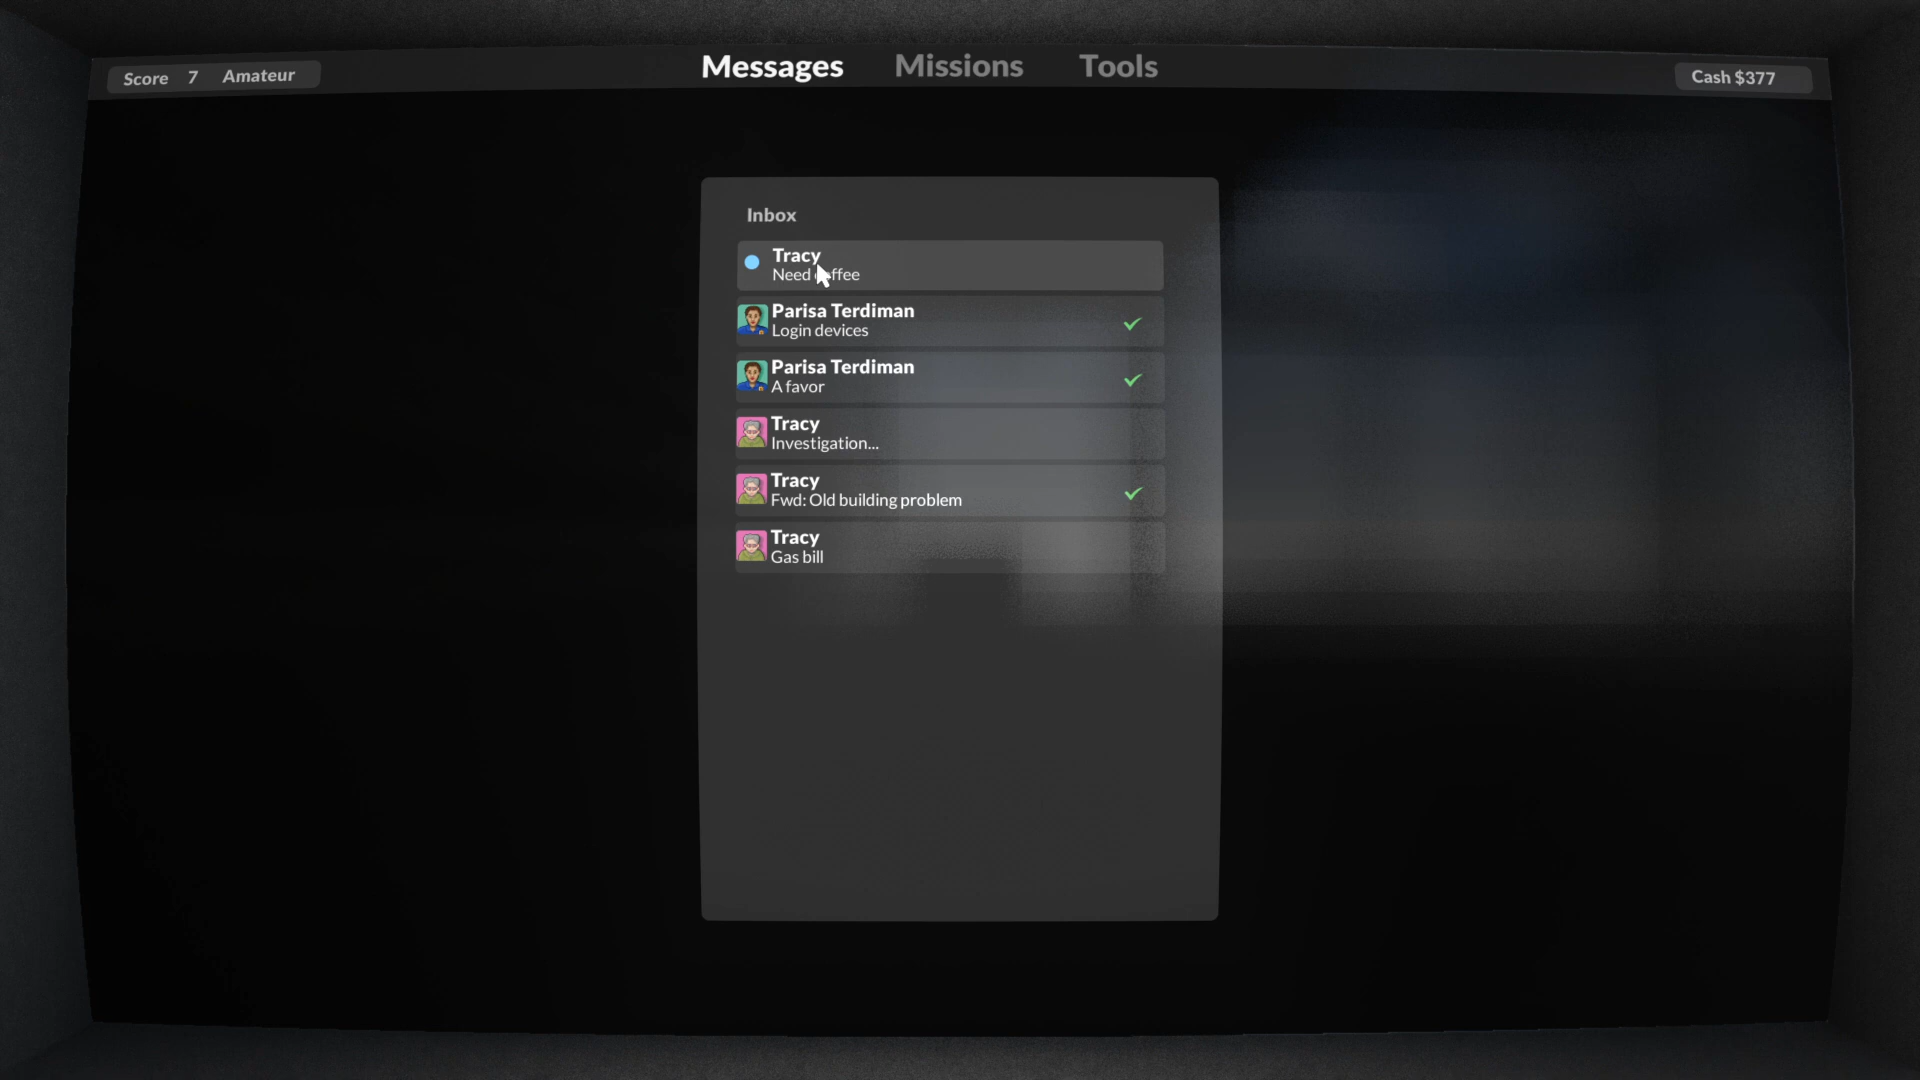 Score 7 Amateur
Messages Missions Tools
Cash $377
Inbox
Tracy
Need
Parisa Terdiman
Login devices
Parisa Terdiman
A favor
Tracy
Investigation...
Tracy
Fwd: Old building problem
Tracy
Gas bill